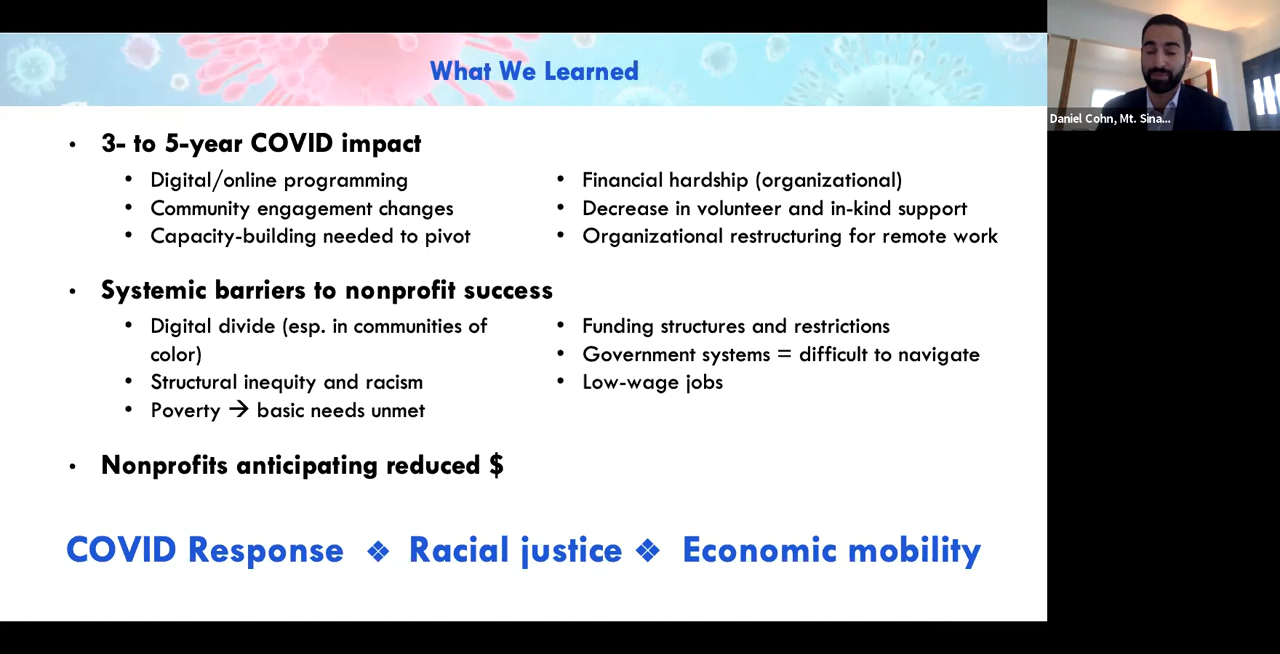 What We Learned
• 3- to 5-year COVID impact
• Digital/online programming
• Community engagement changes
• Capacity-building needed to pivot
• Financial hardship (organizational)
• Decrease in volunteer and in-kind support
• Organizational restructuring for remote work
• Systemic barriers to nonprofit success
• Digital divide (esp. in communities of
color)
• Structural inequity and racism
• Poverty → basic needs unmet
• Funding structures and restrictions
• Government systems = difficult to navigate
• Low-wage jobs
• Nonprofits anticipating reduced $
COVID Response ❖ Racial justice ❖ Economic mobility
Daniel Cohn, Mt. Sina...